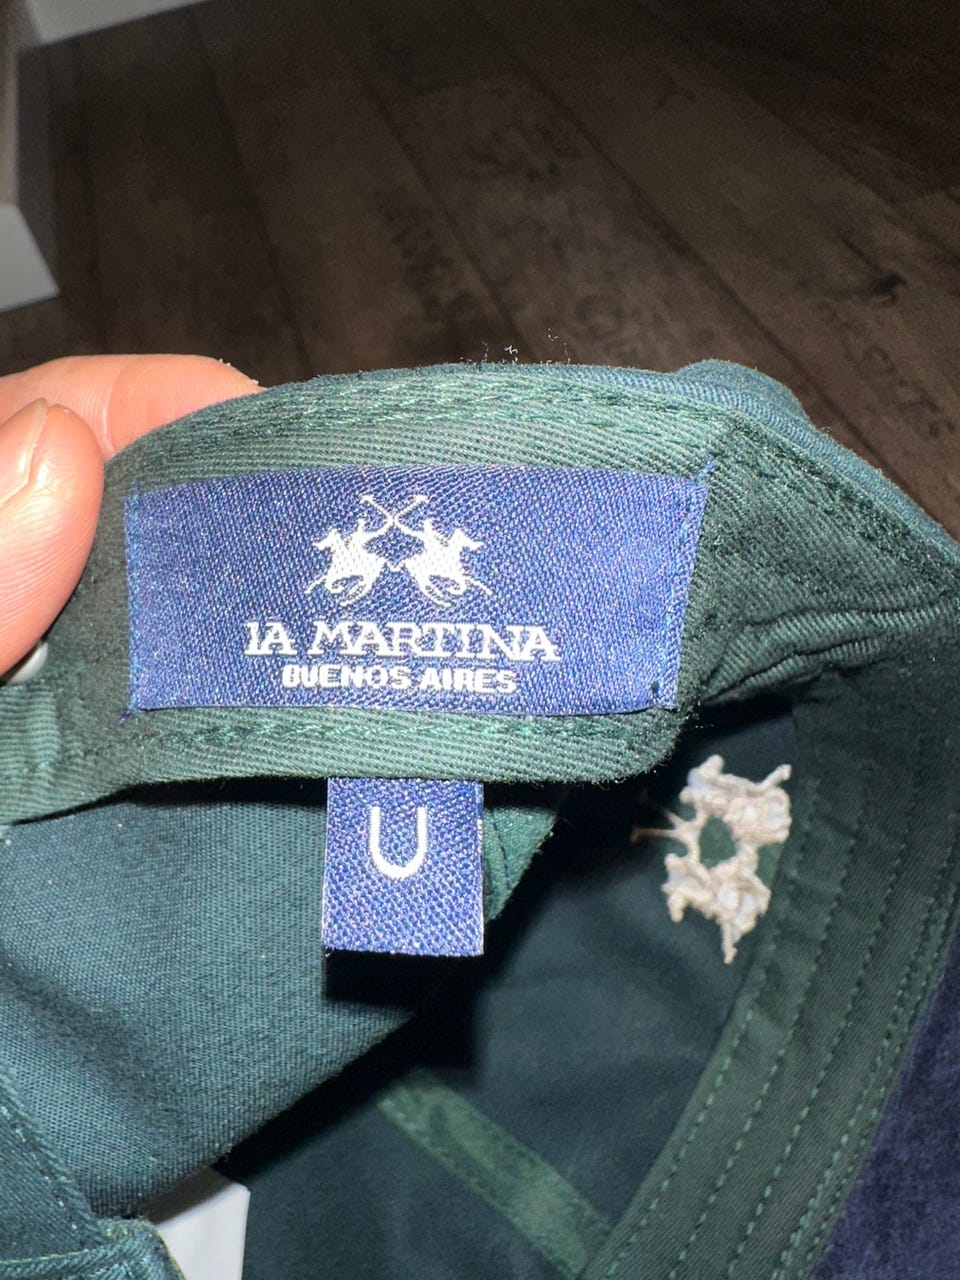 LA MARTINA
BUENOS AIRES
U